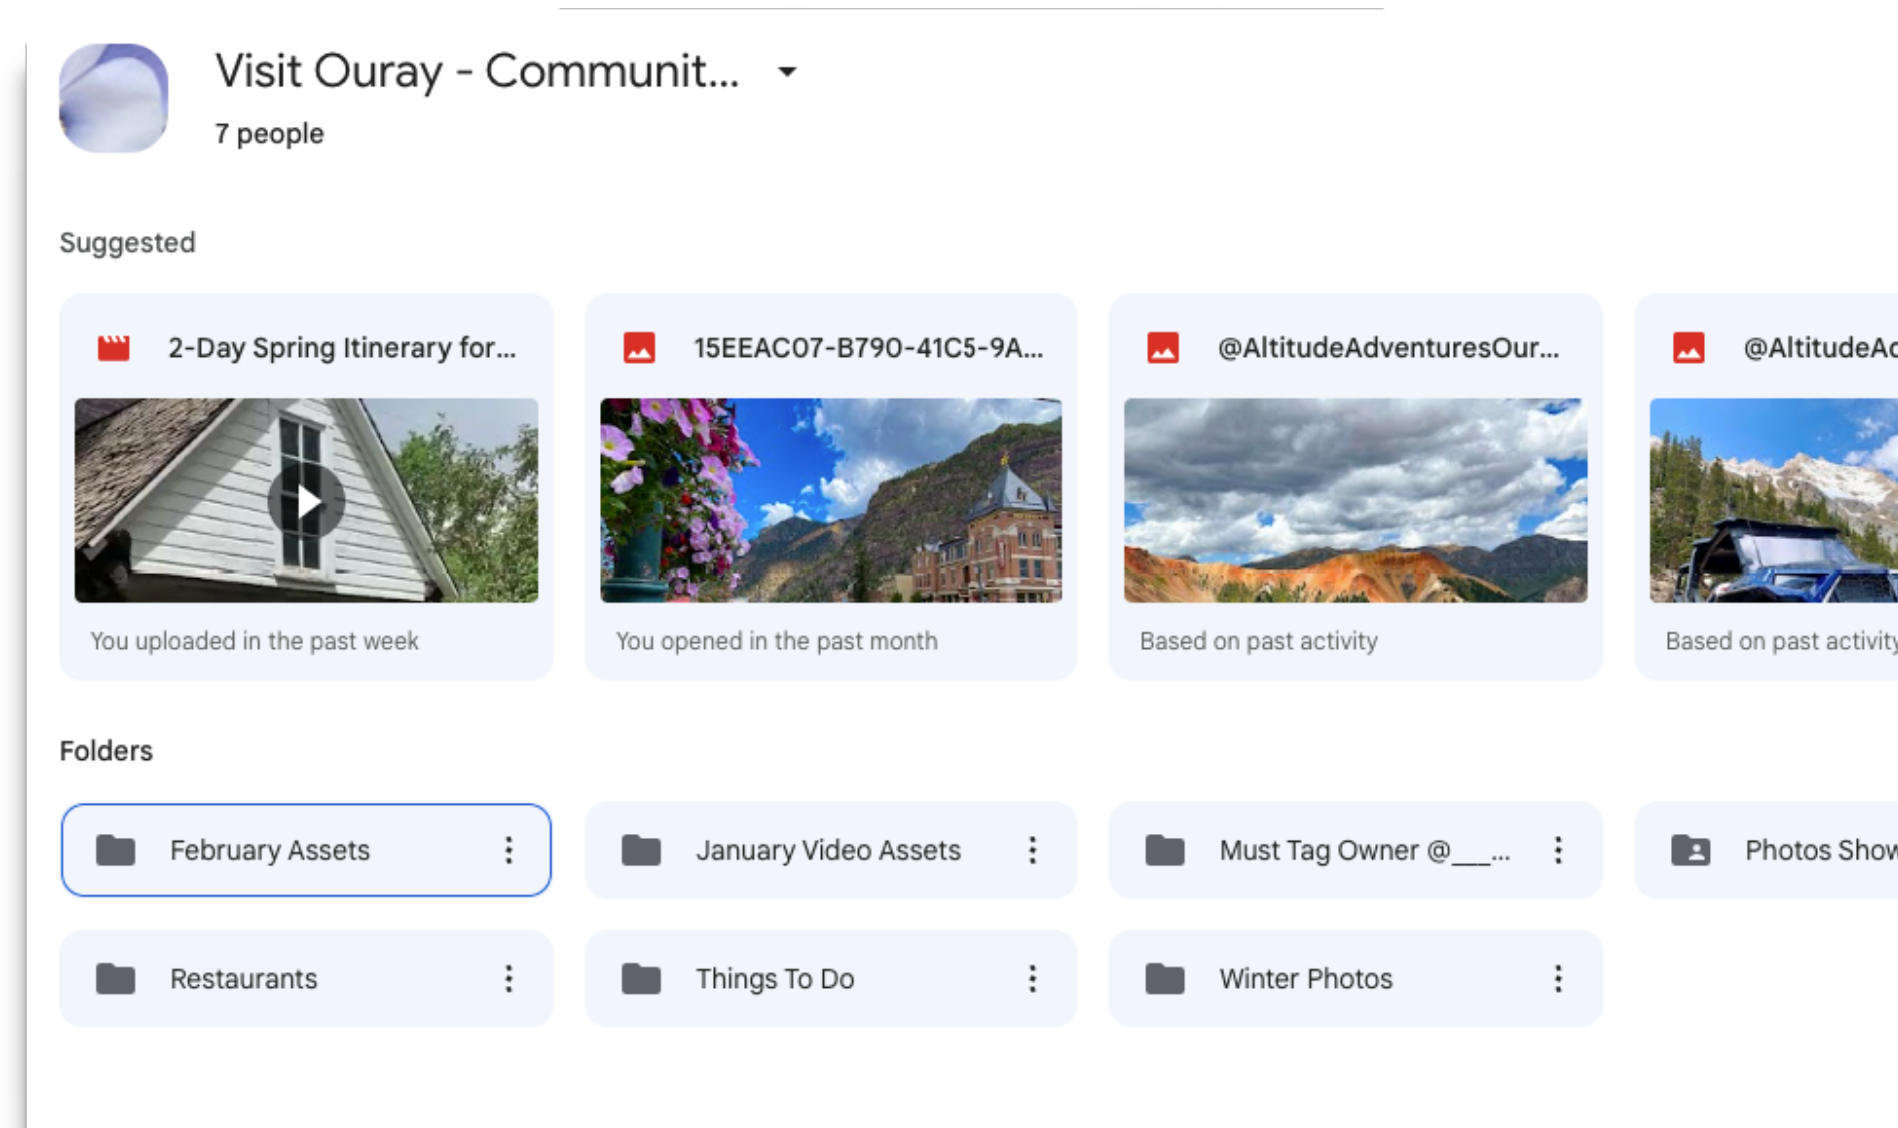 Visit Ouray - Communit...
7 people
Suggested
2-Day Spring Itinerary for...
15EEAC07-B790-41C5-9A...
@AltitudeAdventuresOur...
@AltitudeAd
You uploaded in the past week
You opened in the past month
Based on past activity
Based on past activity
Folders
February Assets
January Video Assets
Must Tag Owner @___...
Photos Show
Restaurants
Things To Do
Winter Photos